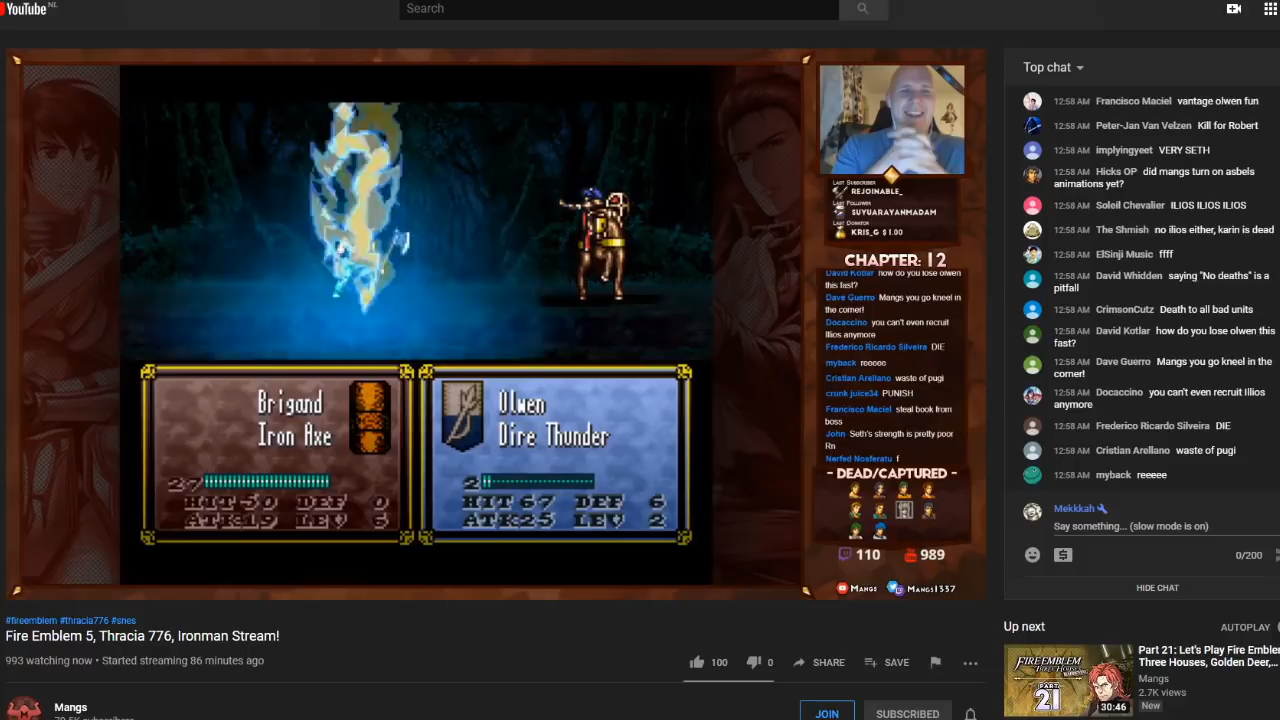 YouTube NL
Search
Top chat
12:58 AM Francisco Maciel vantage olwen fun
12:58 AM Peter-Jan Van Velzen Kill for Robert
12:58 AM implyingyeet VERY SETH
12:58 AM Hicks OP did mangs turn on asbels
animations yet?
12:58 AM Soleil Chevalier ILIOS ILIOS ILIOS
12:58 AM The Shmish no ilios either, karin is dead
12:58 AM ElSinji Music ffff
12:58 AM David Whidden saying "No deaths" is a
pitfall
12:58 AM CrimsonCutz Death to all bad units
12:58 AM David Kotlar how do you lose olwen this
fast?
12:58 AM Dave Guerro Mangs you go kneel in the
corner!
12:58 AM Docaccino you can't even recruit Illios
anymore
12:58 AM Frederico Ricardo Silveira DIE
12:58 AM Cristian Arellano waste of pugi
12:58 AM myback reeeee
Mekkkah
Say something... (slow mode is on)
0/200
HIDE CHAT
LAST SUBSCRIBER
REJOINABLE_
LAST FOLLOWER
SUYUARAYANMADAM
LAST DONATOR
KRIS_G $1.00
CHAPTER: 12
David Kotlar how do you lose olwen
this fast?
Dave Guerro Mangs you go kneel in
the corner!
Docaccino you can't even recruit
Illios anymore
Frederico Ricardo Silveira DIE
myback reeeee
Cristian Arellano waste of pugi
crunk juice34 PUNISH
Francisco Maciel steal book from
boss
John Seth's strength is pretty poor
Rn
Nerfed Nosferatu f
- DEAD/CAPTURED -
110 989
Mangs Mangs1337
Brigand
Iron Axe
27
HIT 50 DEF 0
ATK 19 LEV 6
Olwen
Dire Thunder
2
HIT 67 DEF 6
ATK 25 LEV 2
#fireemblem #thracia776 #snes
Fire Emblem 5, Thracia 776, Ironman Stream!
993 watching now • Started streaming 86 minutes ago
100 0 SHARE SAVE
Mangs
subscribers
JOIN SUBSCRIBED
Up next AUTOPLAY
FIRE EMBLEM
THREE HOUSES
PART
21
30:46
Part 21: Let's Play Fire Emblem
Three Houses, Golden Deer,...
Mangs
2.7K views
New